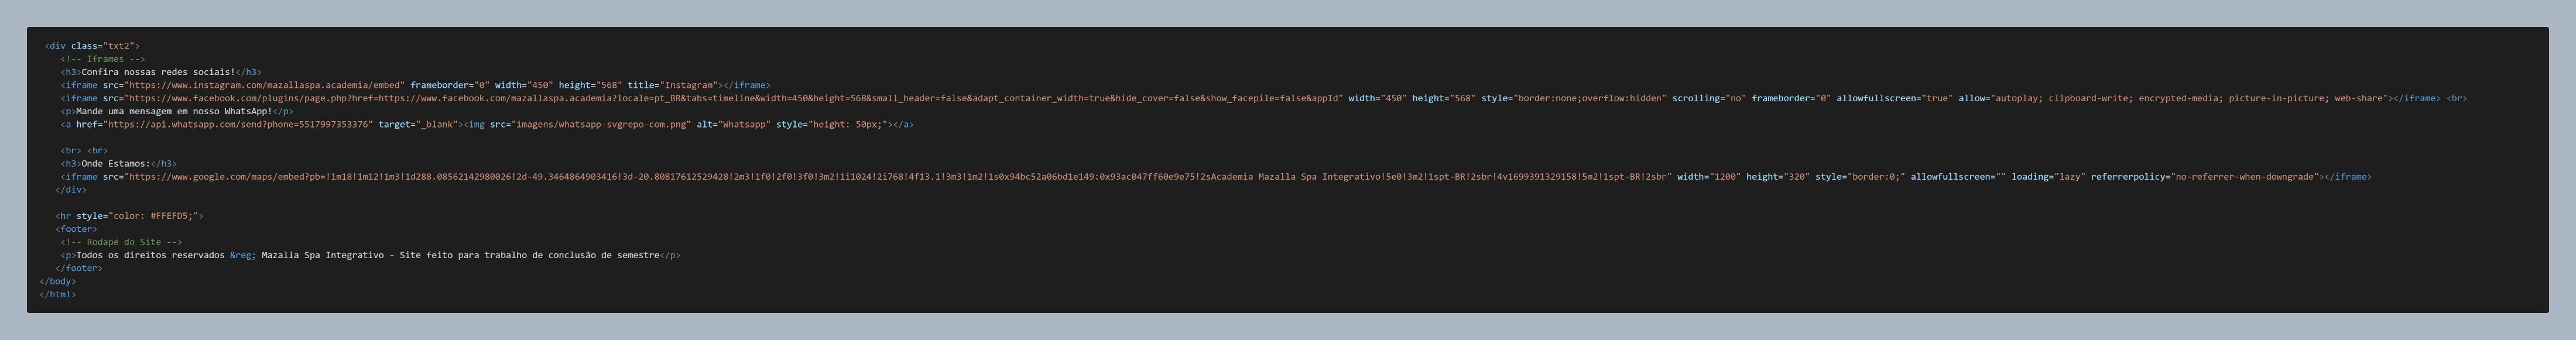 <div class="txt2">
<!-- Iframes -->
<h3>Confira nossas redes sociais!</h3>
<iframe src="https://www.instagram.com/mazallaspa.academia/embed" frameborder="0" width="450" height="568" title="Instagram"></iframe>
<iframe src="https://www.facebook.com/plugins/page.php?href=https://www.facebook.com/mazallaspa.academia?locale=pt_BR&tabs=timeline&width=450&height=568&small_header=false&adapt_container_width=true&hide_cover=false&show_facepile=false&appId" width="450" height="568" style="border:none;overflow:hidden" scrolling="no" frameborder="0" allowfullscreen="true" allow="autoplay; clipboard-write; encrypted-media; picture-in-picture; web-share"></iframe> <br>
<p>Mande uma mensagem em nosso WhatsApp!</p>
<a href="https://api.whatsapp.com/send?phone=5517997353376" target="_blank"><img src="imagens/whatsapp-svgrepo-com.png" alt="Whatsapp" style="height: 50px;"></a>
<br> <br>
<h3>Onde Estamos:</h3>
<iframe src="https://www.google.com/maps/embed?pb=!1m18!1m12!1m3!1d288.08562142980026!2d-49.3464864903416!3d-20.80817612529428!2m3!1f0!2f0!3f0!3m2!1i1024!2i768!4f13.1!3m3!1m2!1s0x94bc52a06bd1e149:0x93ac047ff60e9e75!2sAcademia Mazalla Spa Integrativo!5e0!3m2!1spt-BR!2sbr!4v1699391329158!5m2!1spt-BR!2sbr" width="1200" height="320" style="border:0;" allowfullscreen="" loading="lazy" referrerpolicy="no-referrer-when-downgrade"></iframe>
</div>
<hr style="color: #FFEFD5;">
<footer>
<!-- Rodapé do Site -->
<p>Todos os direitos reservados &reg; Mazalla Spa Integrativo - Site feito para trabalho de conclusão de semestre</p>
</footer>
</body>
</html>